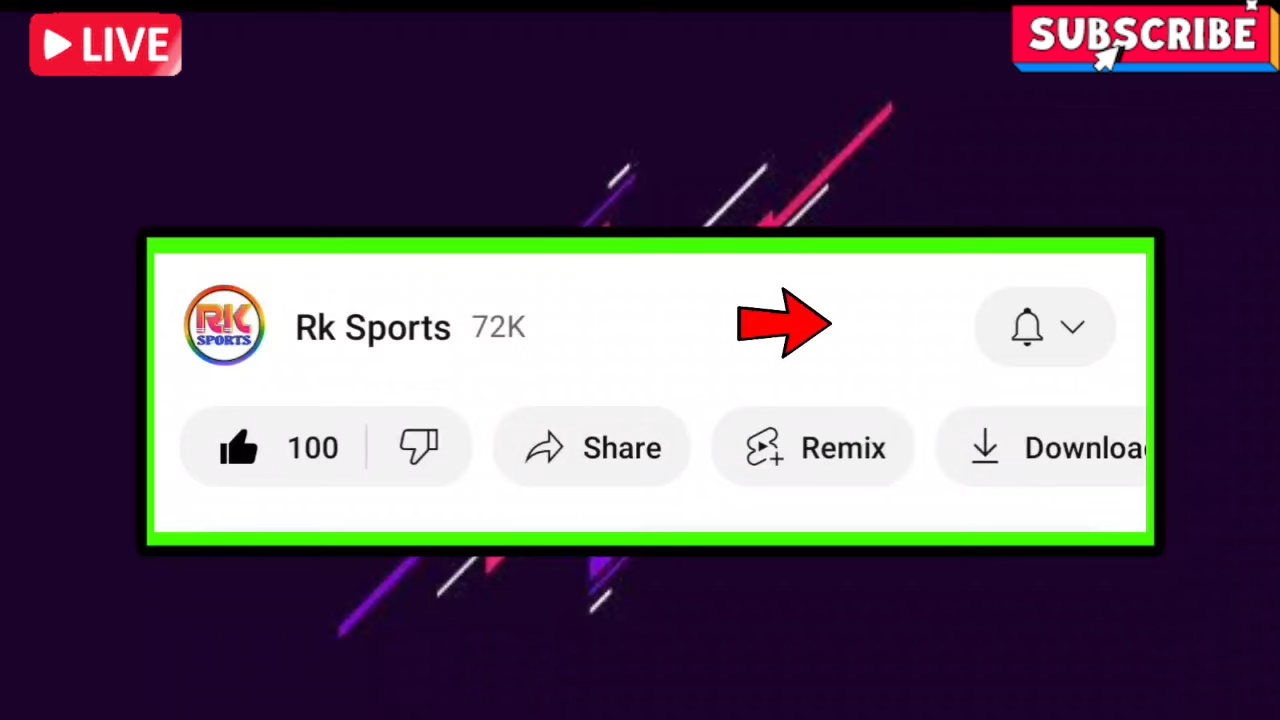 LIVE
SUBSCRIBE
RK
SPORTS
Rk Sports 72K
100 Share Remix Downloa